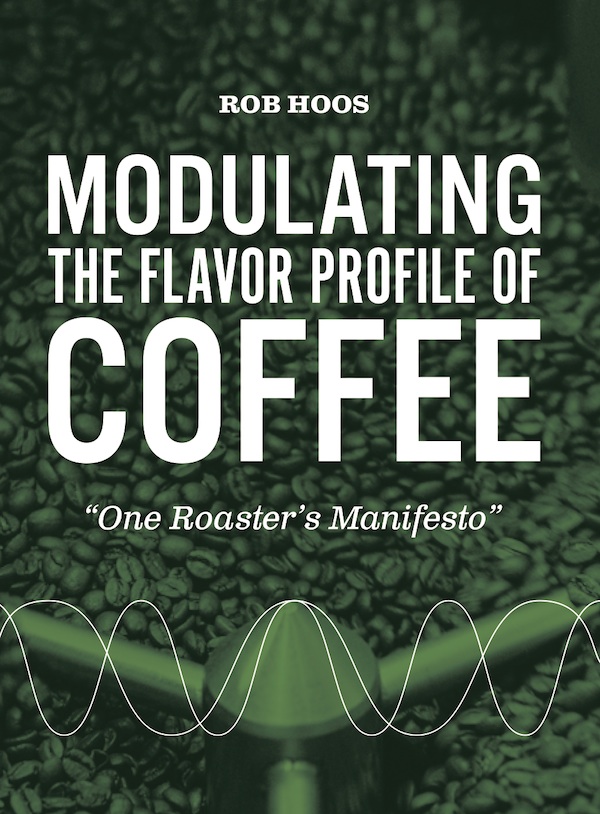 ROB HOOS
MODULATING
THE FLAVOR PROFILE OF
COFFEE
“One Roaster’s Manifesto”